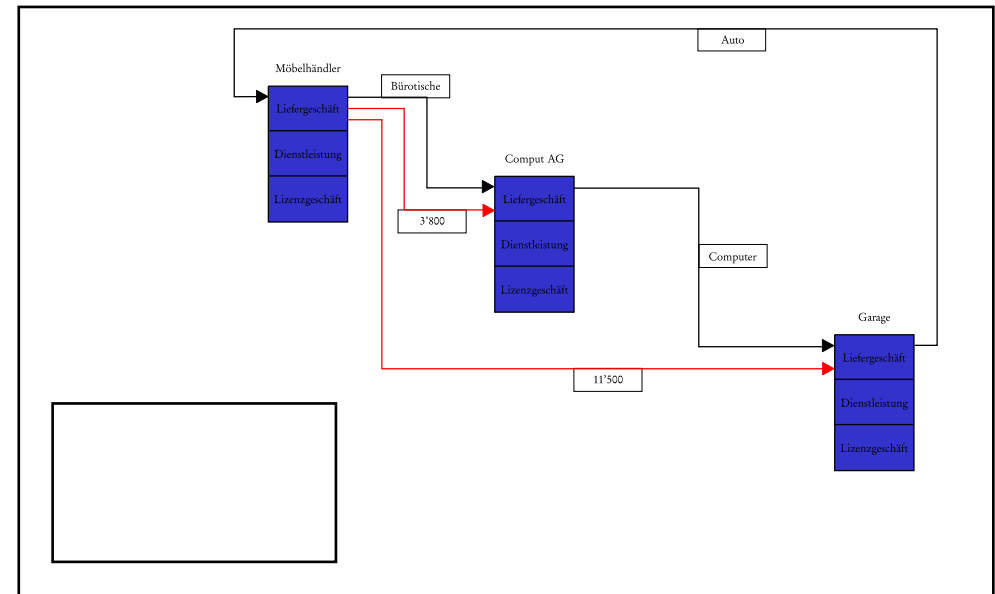 Auto
Möbelhändler
Bürotische
Liefergeschäft
Dienstleistung
Lizenzgeschäft
Comput AG
Liefergeschäft
3’800
Dienstleistung
Computer
Lizenzgeschäft
Garage
Liefergeschäft
11’500
Dienstleistung
Lizenzgeschäft